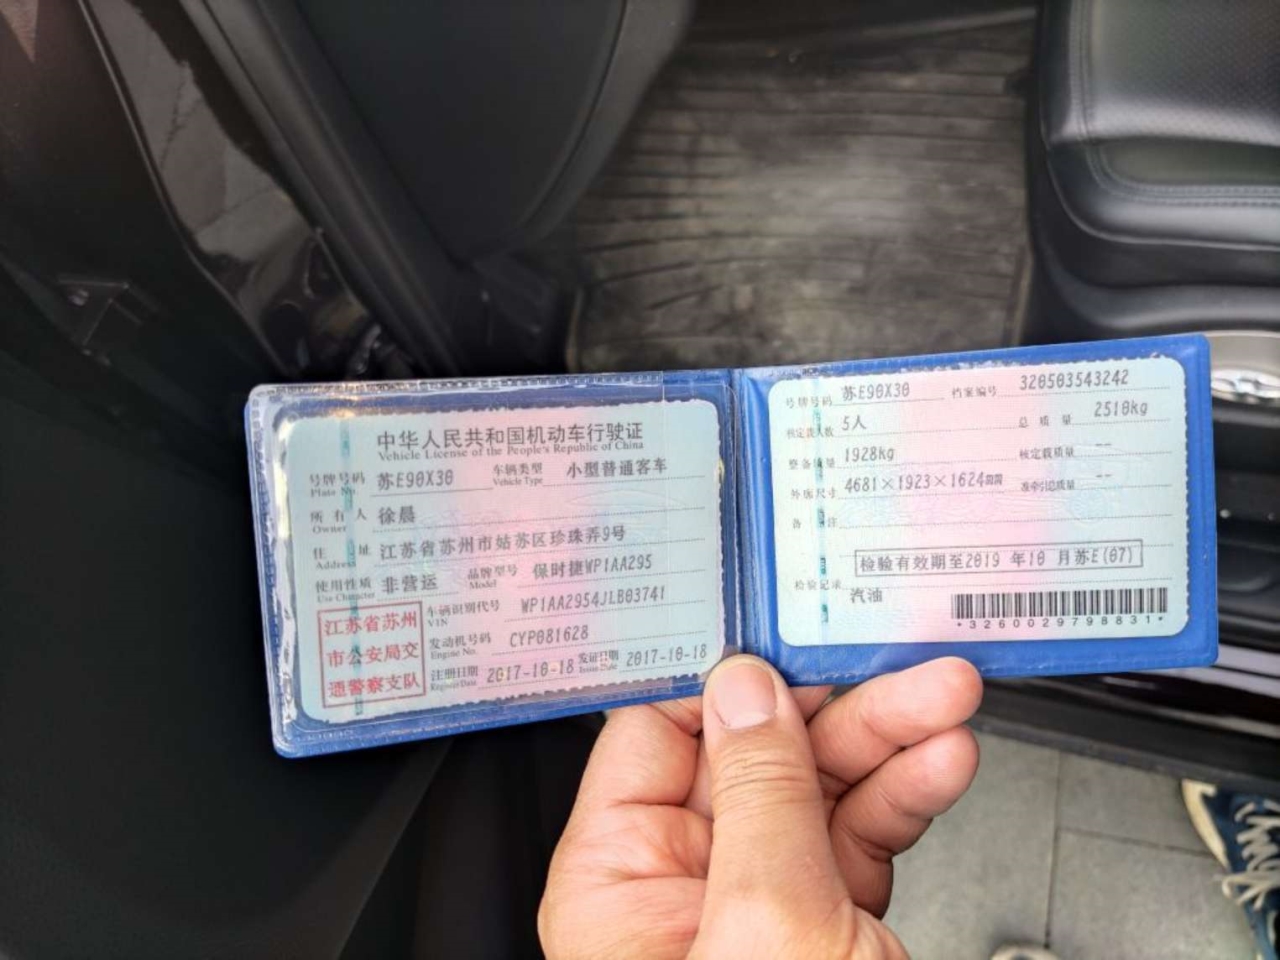 中华人民共和国机动车行驶证
Vehicle License of the People's Republic of China
号牌号码 苏E90X30 车辆类型 小型普通客车
Plate No. Vehicle Type
所有人 徐晨
Owner
住址 江苏省苏州市姑苏区珍珠弄9号
Address
使用性质 非营运 品牌型号 保时捷WP1AA295
Use Character Model
江苏省苏州
市公安局交
通警察支队
车辆识别代号 WP1AA2954JLB03741
VIN
发动机号码 CYP081628
Engine No.
注册日期 2017-10-18 发证日期 2017-10-18
Register Date Issue Date
号牌号码 苏E90X30 档案编号 320503543242
核定载人数 5人 总质量 2510kg
整备质量 1928kg 核定载质量 --
外廓尺寸 4681×1923×1624mm 准牵引总质量 --
备注
检验有效期至2019 年10 月苏E(07)
检验记录
汽油
*3260029798831*